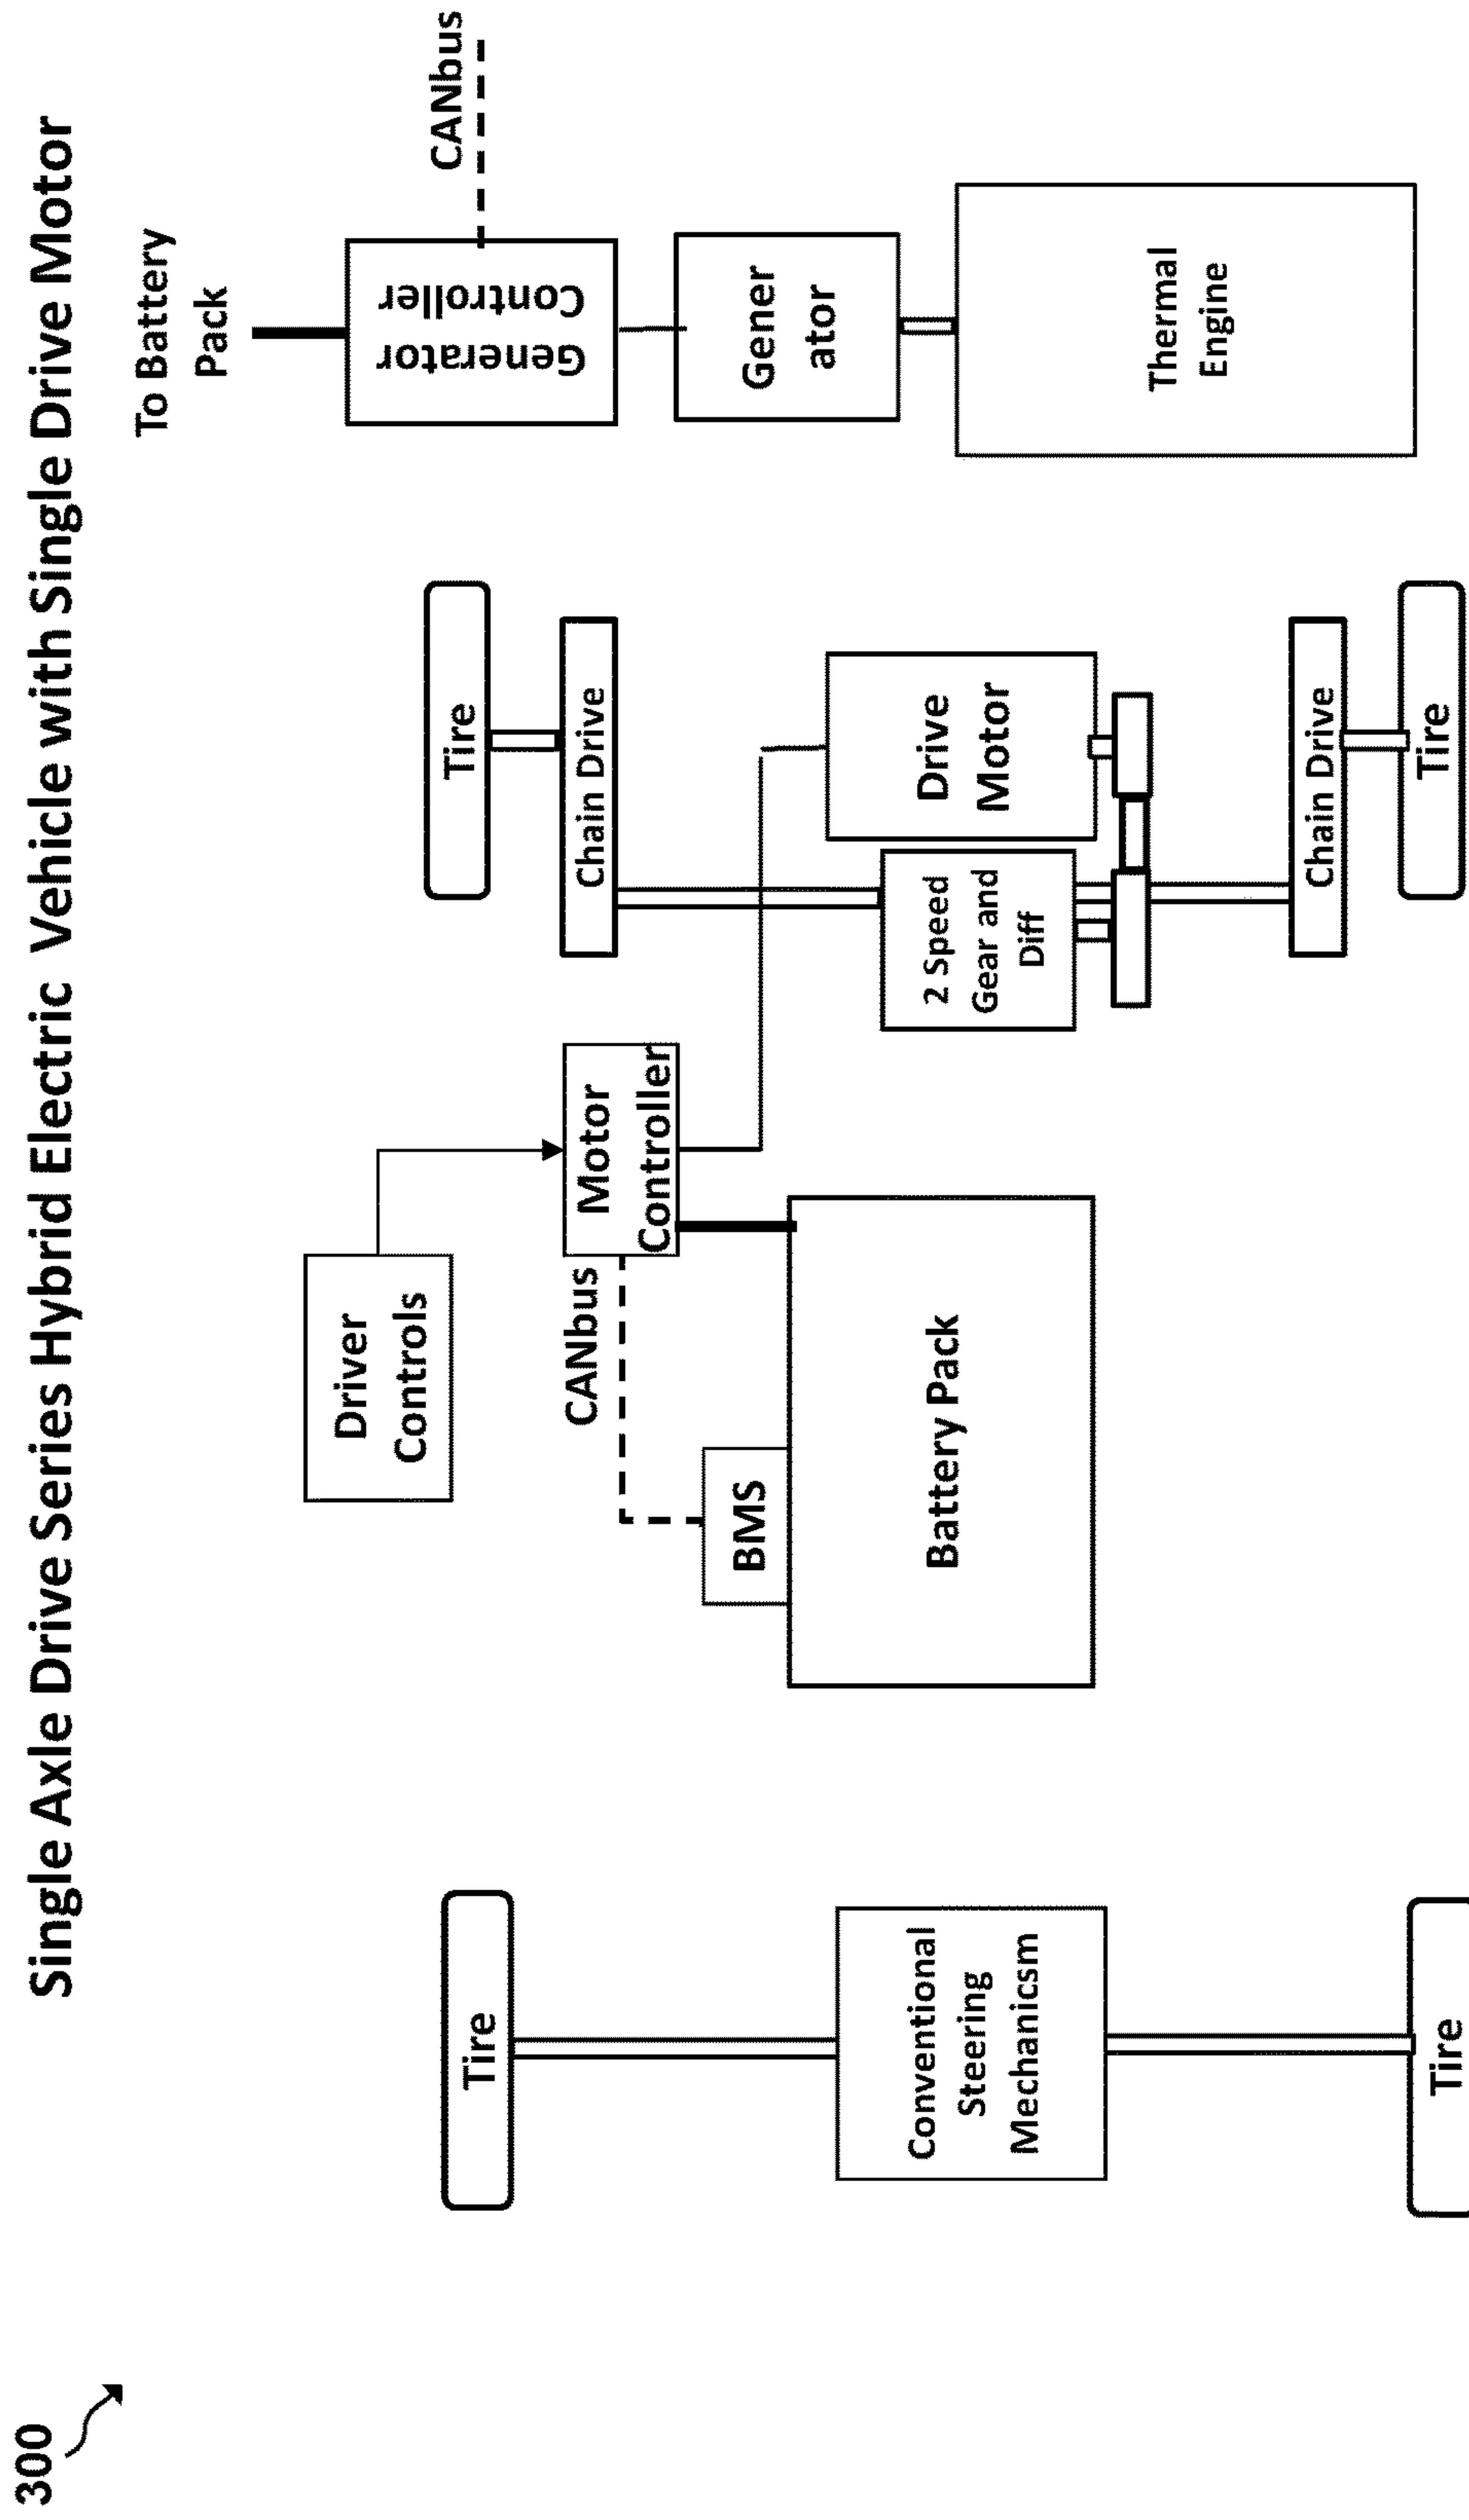 Single Axle Drive Series Hybrid Electric Vehicle with Single Drive Motor
300
To Battery
Pack
CANbus
Generator
Controller
Gener
ator
Thermal
Engine
Tire
Chain Drive
Drive
Motor
2 Speed
Gear and
Diff
Chain Drive
Tire
Driver
Controls
Motor
Controller
CANbus
BMS
Battery Pack
Tire
Conventional
Steering
Mechanicsm
Tire